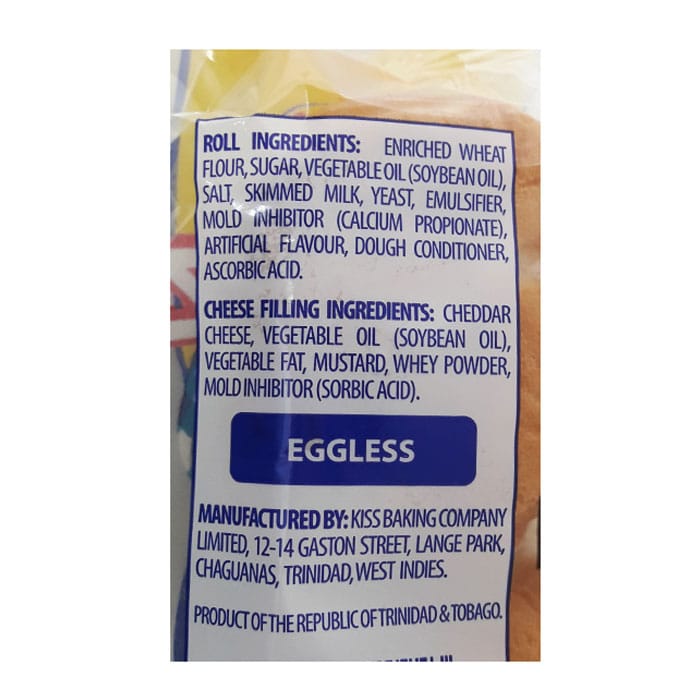 ROLL INGREDIENTS: ENRICHED WHEAT
FLOUR, SUGAR, VEGETABLE OIL (SOYBEAN OIL),
SALT, SKIMMED MILK, YEAST, EMULSIFIER,
MOLD INHIBITOR (CALCIUM PROPIONATE),
ARTIFICIAL FLAVOUR, DOUGH CONDITIONER,
ASCORBIC ACID.
CHEESE FILLING INGREDIENTS: CHEDDAR
CHEESE, VEGETABLE OIL (SOYBEAN OIL),
VEGETABLE FAT, MUSTARD, WHEY POWDER,
MOLD INHIBITOR (SORBIC ACID).
EGGLESS
MANUFACTURED BY: KISS BAKING COMPANY
LIMITED, 12-14 GASTON STREET, LANGE PARK,
CHAGUANAS, TRINIDAD, WEST INDIES.
PRODUCT OF THE REPUBLIC OF TRINIDAD & TOBAGO.